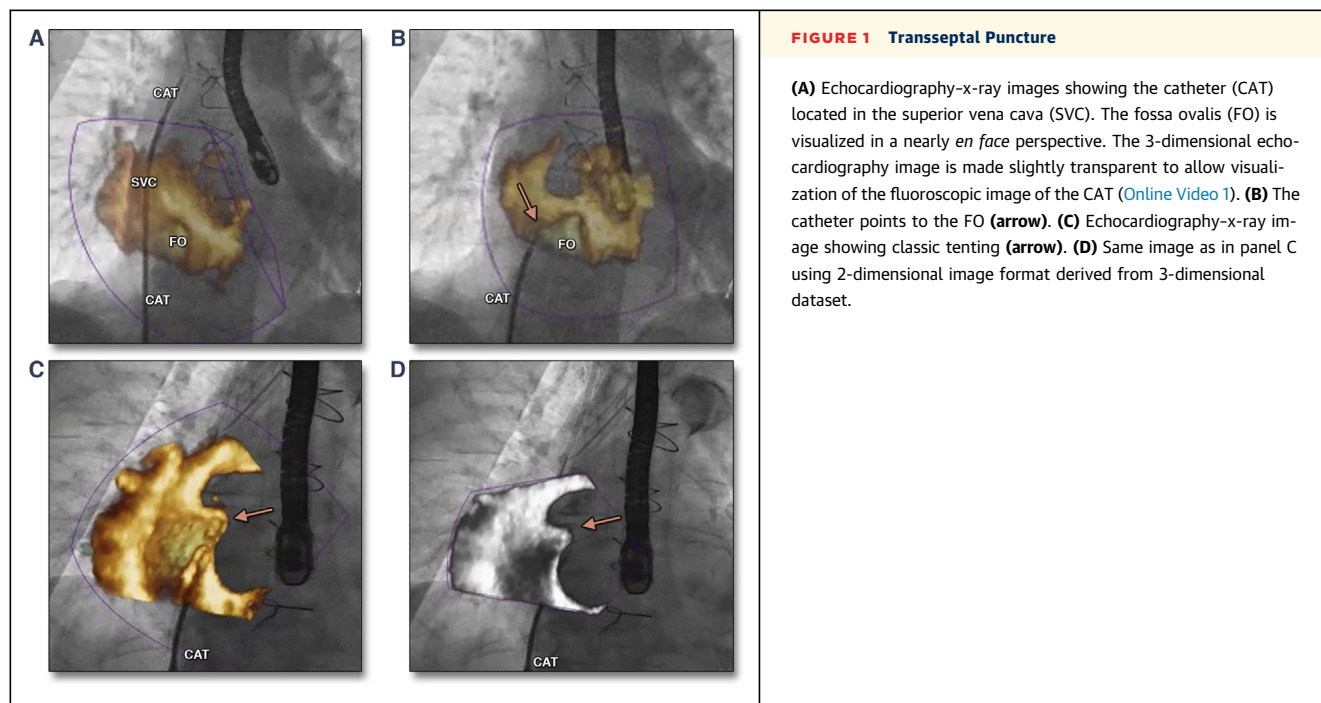 A
CAT
SVC
FO
CAT
B
FO
CAT
C
CAT
D
CAT
FIGURE 1 Transseptal Puncture
(A) Echocardiography–x-ray images showing the catheter (CAT)
located in the superior vena cava (SVC). The fossa ovalis (FO) is
visualized in a nearly en face perspective. The 3-dimensional echo-
cardiography image is made slightly transparent to allow visuali-
zation of the fluoroscopic image of the CAT (Online Video 1). (B) The
catheter points to the FO (arrow). (C) Echocardiography–x-ray im-
age showing classic tenting (arrow). (D) Same image as in panel C
using 2-dimensional image format derived from 3-dimensional
dataset.